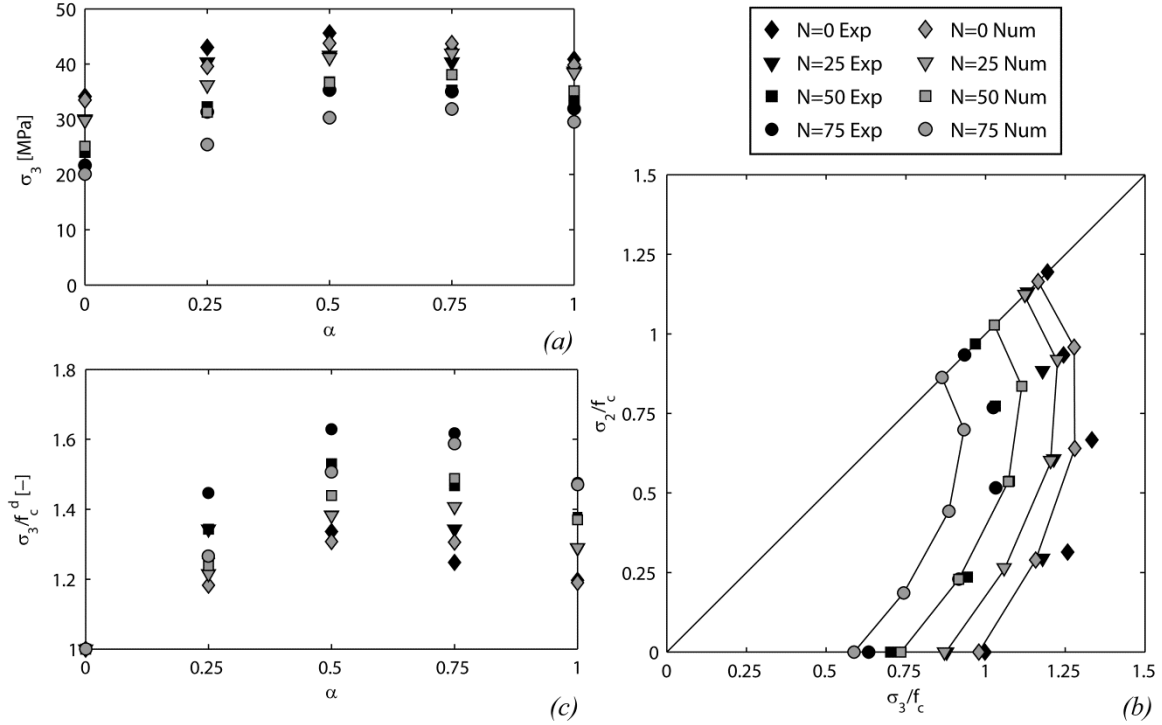 50
40
30
20
10
0
σ3 [MPa]
0 0.25 0.5 0.75 1
α
(a)
N=0 Exp N=0 Num
N=25 Exp N=25 Num
N=50 Exp N=50 Num
N=75 Exp N=75 Num
1.8
1.6
1.4
1.2
1
σ3/fc^d [–]
0 0.25 0.5 0.75 1
α
(c)
1.5
1.25
1
0.75
0.5
0.25
0
σ2/fc
0 0.25 0.5 0.75 1 1.25 1.5
σ3/fc
(b)